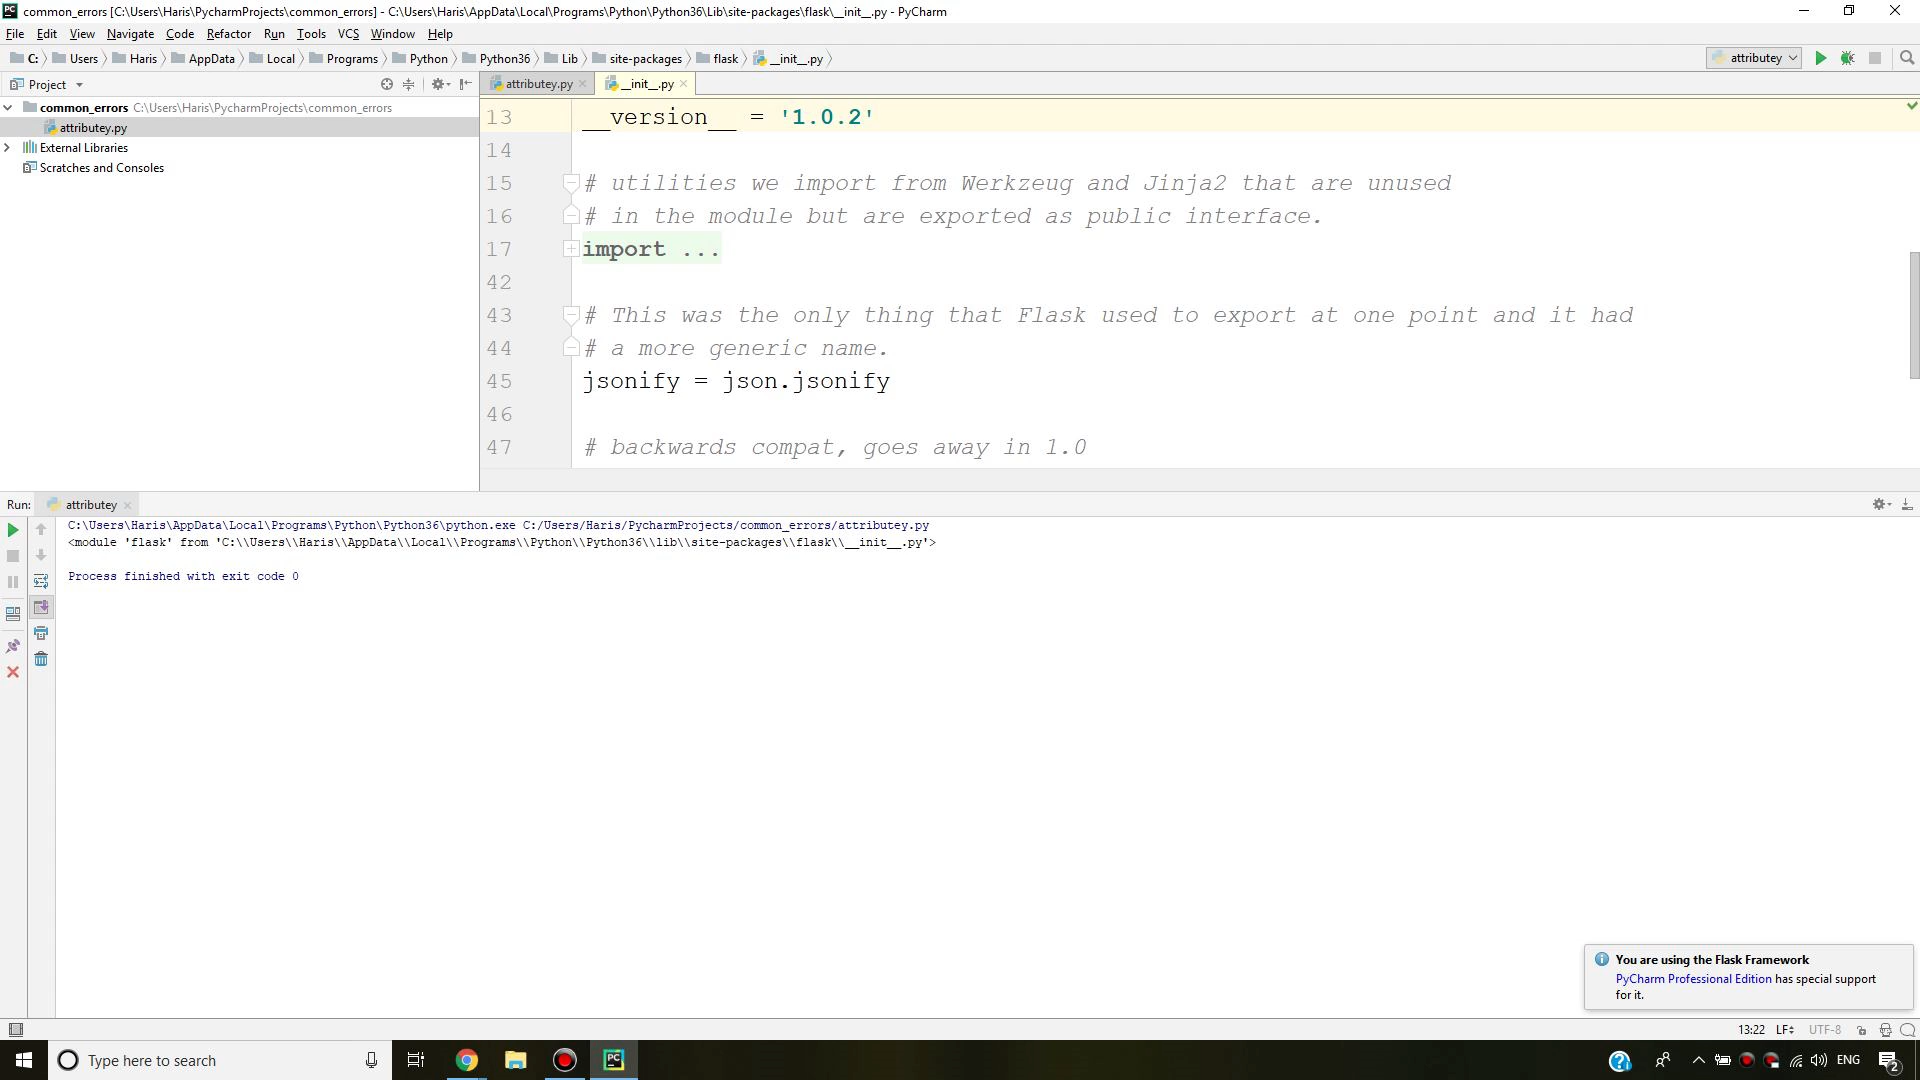 common_errors [C:\Users\Haris\PycharmProjects\common_errors] - C:\Users\Haris\AppData\Local\Programs\Python\Python36\Lib\site-packages\flask\__init__.py - PyCharm
File Edit View Navigate Code Refactor Run Tools VCS Window Help
C: Users Haris AppData Local Programs Python Python36 Lib site-packages flask __init__.py
attributey
Project
attributey.py
__init__.py
common_errors C:\Users\Haris\PycharmProjects\common_errors
attributey.py
External Libraries
Scratches and Consoles
13 __version__ = '1.0.2'
14
15 # utilities we import from Werkzeug and Jinja2 that are unused
16 # in the module but are exported as public interface.
17 import ...
42
43 # This was the only thing that Flask used to export at one point and it had
44 # a more generic name.
45 jsonify = json.jsonify
46
47 # backwards compat, goes away in 1.0
Run: attributey
C:\Users\Haris\AppData\Local\Programs\Python\Python36\python.exe C:/Users/Haris/PycharmProjects/common_errors/attributey.py
<module 'flask' from 'C:\\Users\\Haris\\AppData\\Local\\Programs\\Python\\Python36\\lib\\site-packages\\flask\\__init__.py'>
Process finished with exit code 0
You are using the Flask Framework
PyCharm Professional Edition has special support
for it.
13:22 LF UTF-8
Type here to search
PC
ENG
2